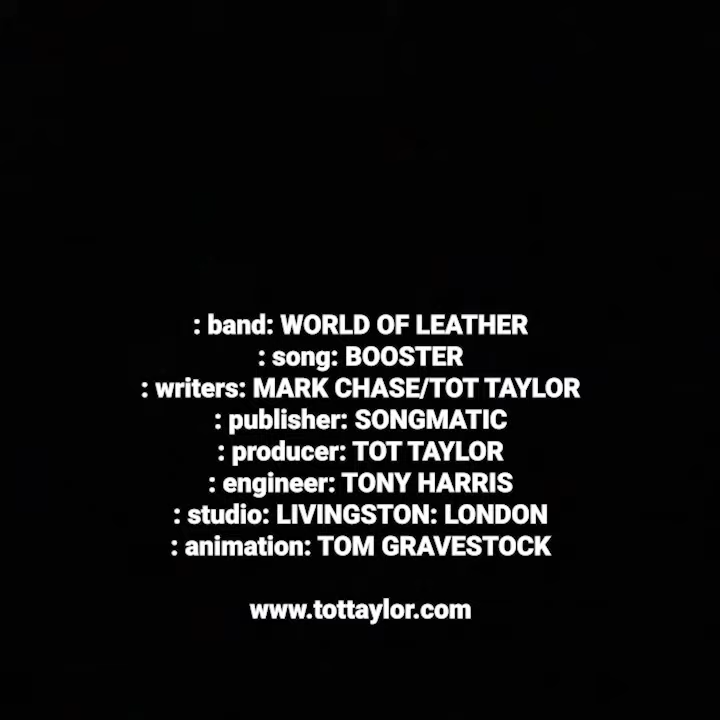 : band: WORLD OF LEATHER
: song: BOOSTER
: writers: MARK CHASE/TOT TAYLOR
: publisher: SONGMATIC
: producer: TOT TAYLOR
: engineer: TONY HARRIS
: studio: LIVINGSTON: LONDON
: animation: TOM GRAVESTOCK
www.tottaylor.com